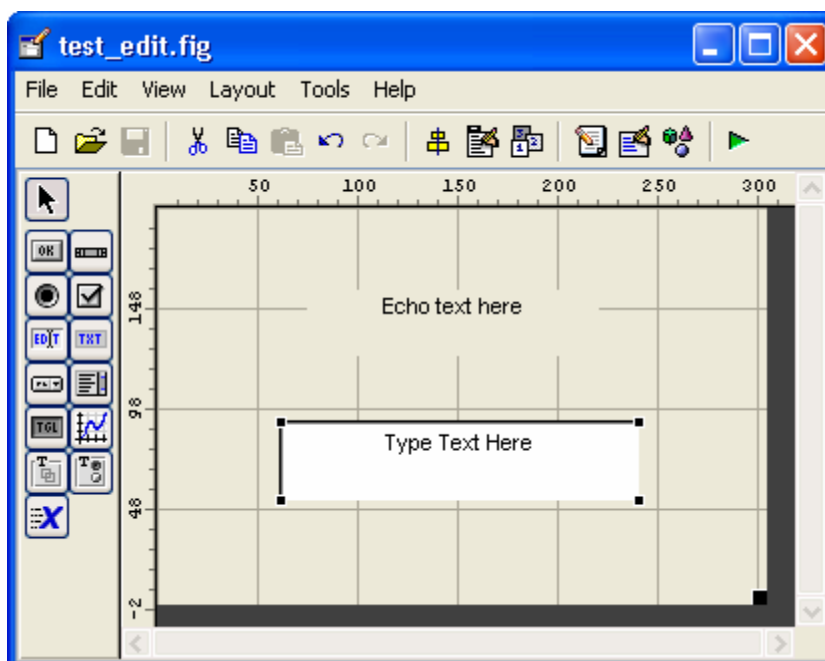 test_edit.fig
File Edit View Layout Tools Help
50 100 150 200 250 300
OK
148
Echo text here
EDIT TXT
98
TGL
Type Text Here
T T
48
X
-2